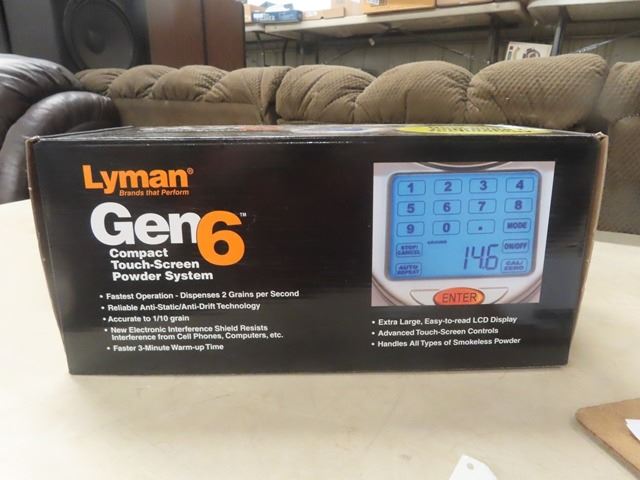 Lyman®
Brands that Perform
Gen6™
Compact
Touch-Screen
Powder System
• Fastest Operation - Dispenses 2 Grains per Second
• Reliable Anti-Static/Anti-Drift Technology
• Accurate to 1/10 grain
• New Electronic Interference Shield Resists
Interference from Cell Phones, Computers, etc.
• Faster 3-Minute Warm-up Time
1 2 3 4
5 6 7 8
9 0 . MODE
STOP/
CANCEL
14.6
ON/OFF
AUTO
REPEAT
CAL/
ZERO
ENTER
• Extra Large, Easy-to-read LCD Display
• Advanced Touch-Screen Controls
• Handles All Types of Smokeless Powder